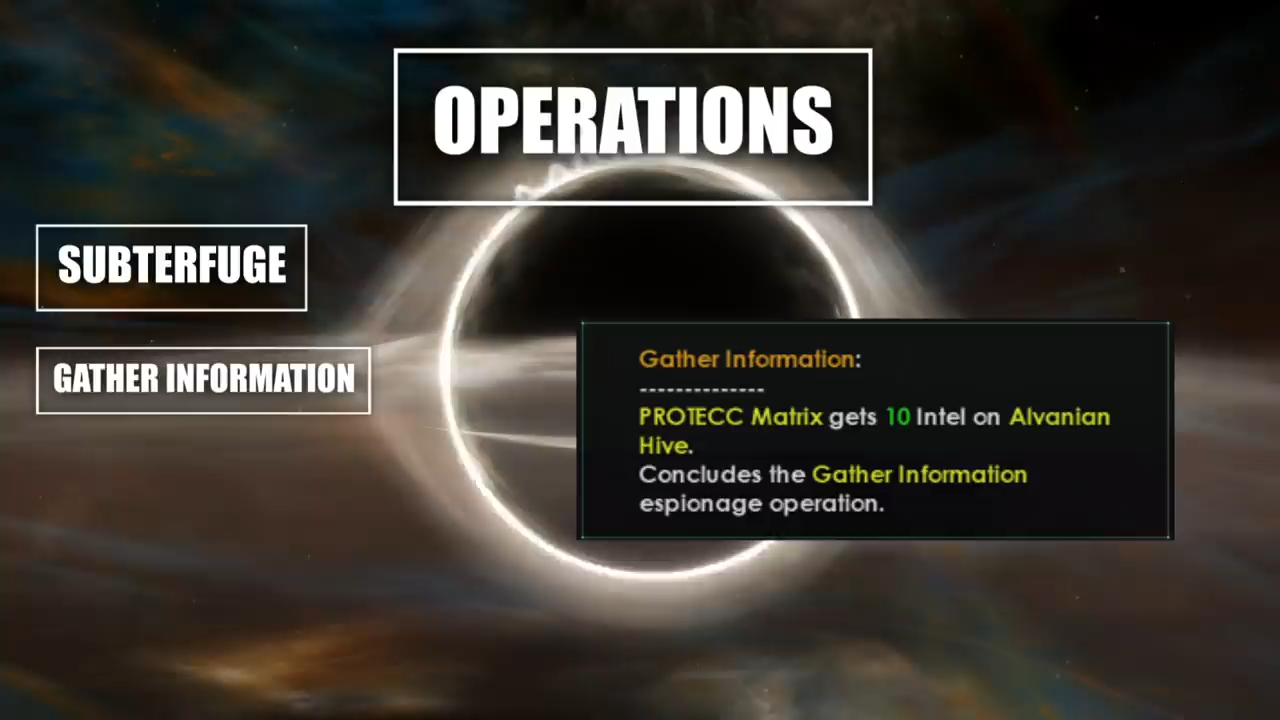 OPERATIONS
SUBTERFUGE
GATHER INFORMATION
Gather Information:
--------------
PROTECC Matrix gets 10 Intel on Alvanian
Hive.
Concludes the Gather Information
espionage operation.